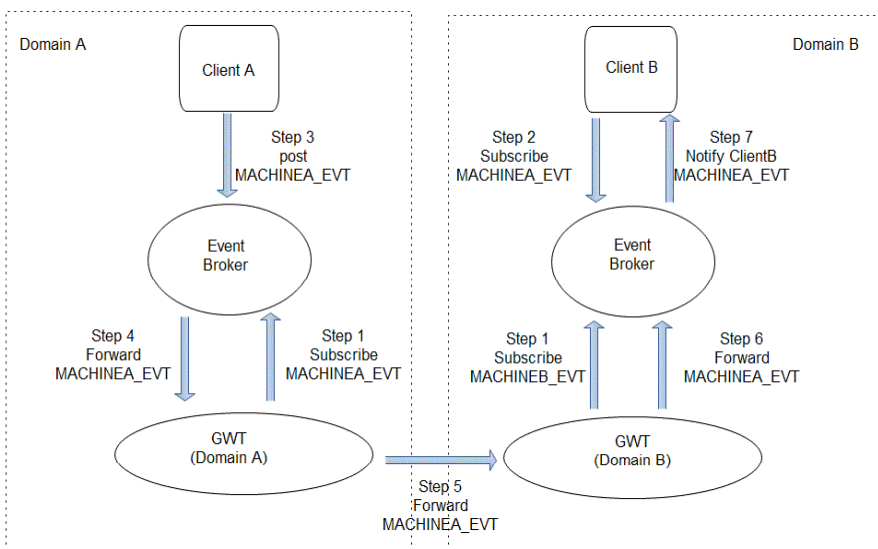 Domain A
Domain B
Client A
Client B
Step 3
post
MACHINEA_EVT
Step 2
Subscribe
MACHINEA_EVT
Step 7
Notify ClientB
MACHINEA_EVT
Event
Broker
Event
Broker
Step 4
Forward
MACHINEA_EVT
Step 1
Subscribe
MACHINEA_EVT
Step 1
Subscribe
MACHINEB_EVT
Step 6
Forward
MACHINEA_EVT
GWT
(Domain A)
GWT
(Domain B)
Step 5
Forward
MACHINEA_EVT